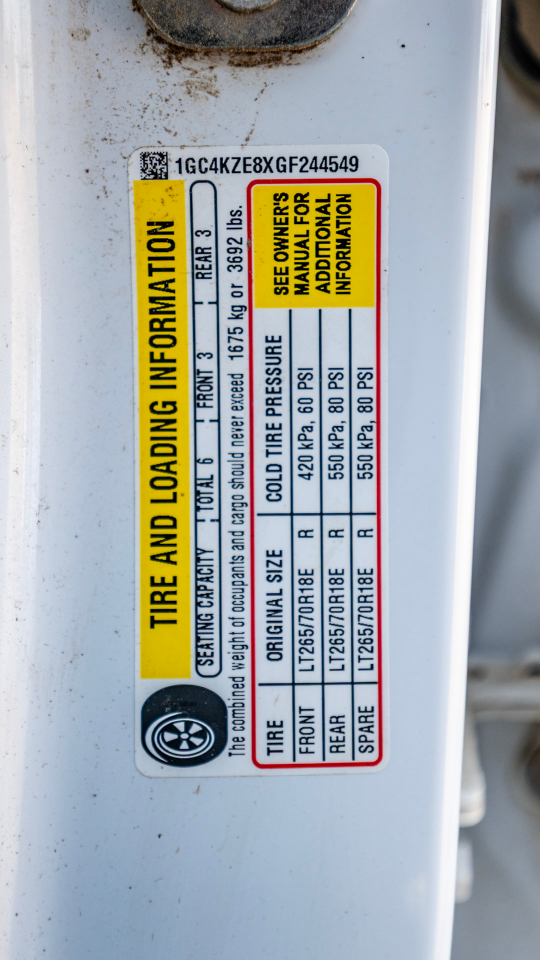 1GC4KZE8XGF244549
TIRE AND LOADING INFORMATION
SEATING CAPACITY TOTAL 6 FRONT 3 REAR 3
The combined weight of occupants and cargo should never exceed 1675 kg or 3692 lbs.
TIRE ORIGINAL SIZE COLD TIRE PRESSURE
FRONT LT265/70R18E R 420 kPa, 60 PSI
REAR LT265/70R18E R 550 kPa, 80 PSI
SPARE LT265/70R18E R 550 kPa, 80 PSI
SEE OWNER'S
MANUAL FOR
ADDITIONAL
INFORMATION